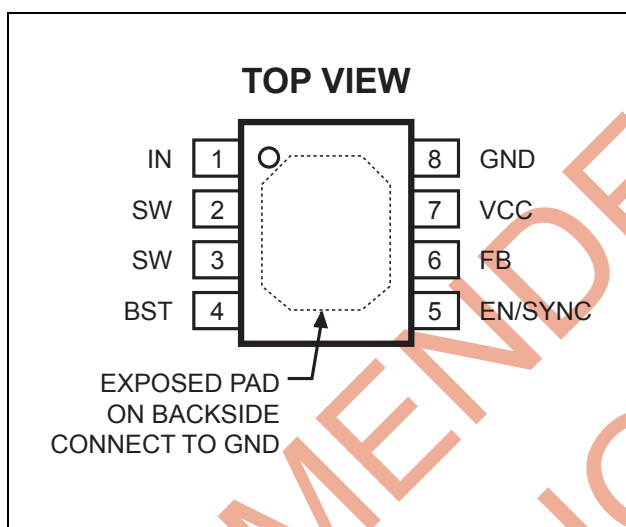 TOP VIEW
IN 1 8 GND
SW 2 7 VCC
SW 3 6 FB
BST 4 5 EN/SYNC
EXPOSED PAD
ON BACKSIDE
CONNECT TO GND